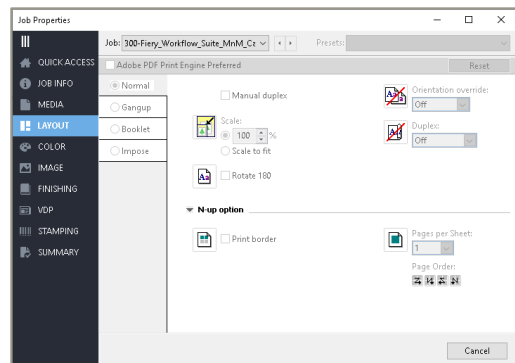 Job Properties
Job: 300-Fiery_Workflow_Suite_MnM_Cz
Presets:
QUICK ACCESS
Adobe PDF Print Engine Preferred
Reset
JOB INFO
MEDIA
LAYOUT
COLOR
IMAGE
FINISHING
VDP
STAMPING
SUMMARY
Normal
Gangup
Booklet
Impose
Manual duplex
Scale:
100 %
Scale to fit
Rotate 180
Orientation override:
Off
Duplex:
Off
N-up option
Print border
Pages per Sheet:
1
Page Order:
Cancel